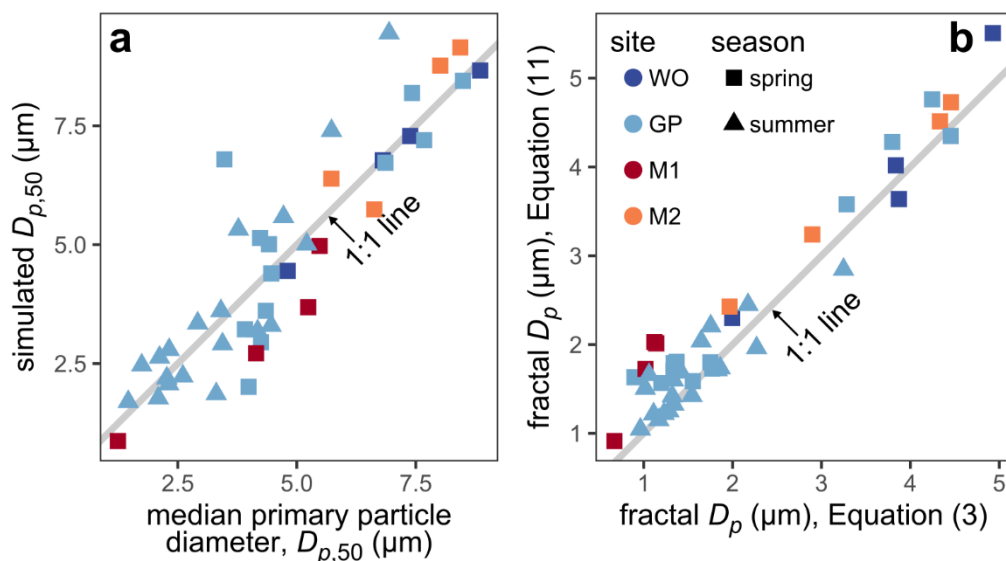 a
simulated Dp,50 (μm)
7.5
5.0
2.5
1:1 line
2.5
5.0
7.5
median primary particle
diameter, Dp,50 (μm)
b
site
season
WO
spring
GP
summer
M1
M2
fractal Dp (μm), Equation (11)
5
4
3
2
1
1:1 line
1
2
3
4
5
fractal Dp (μm), Equation (3)